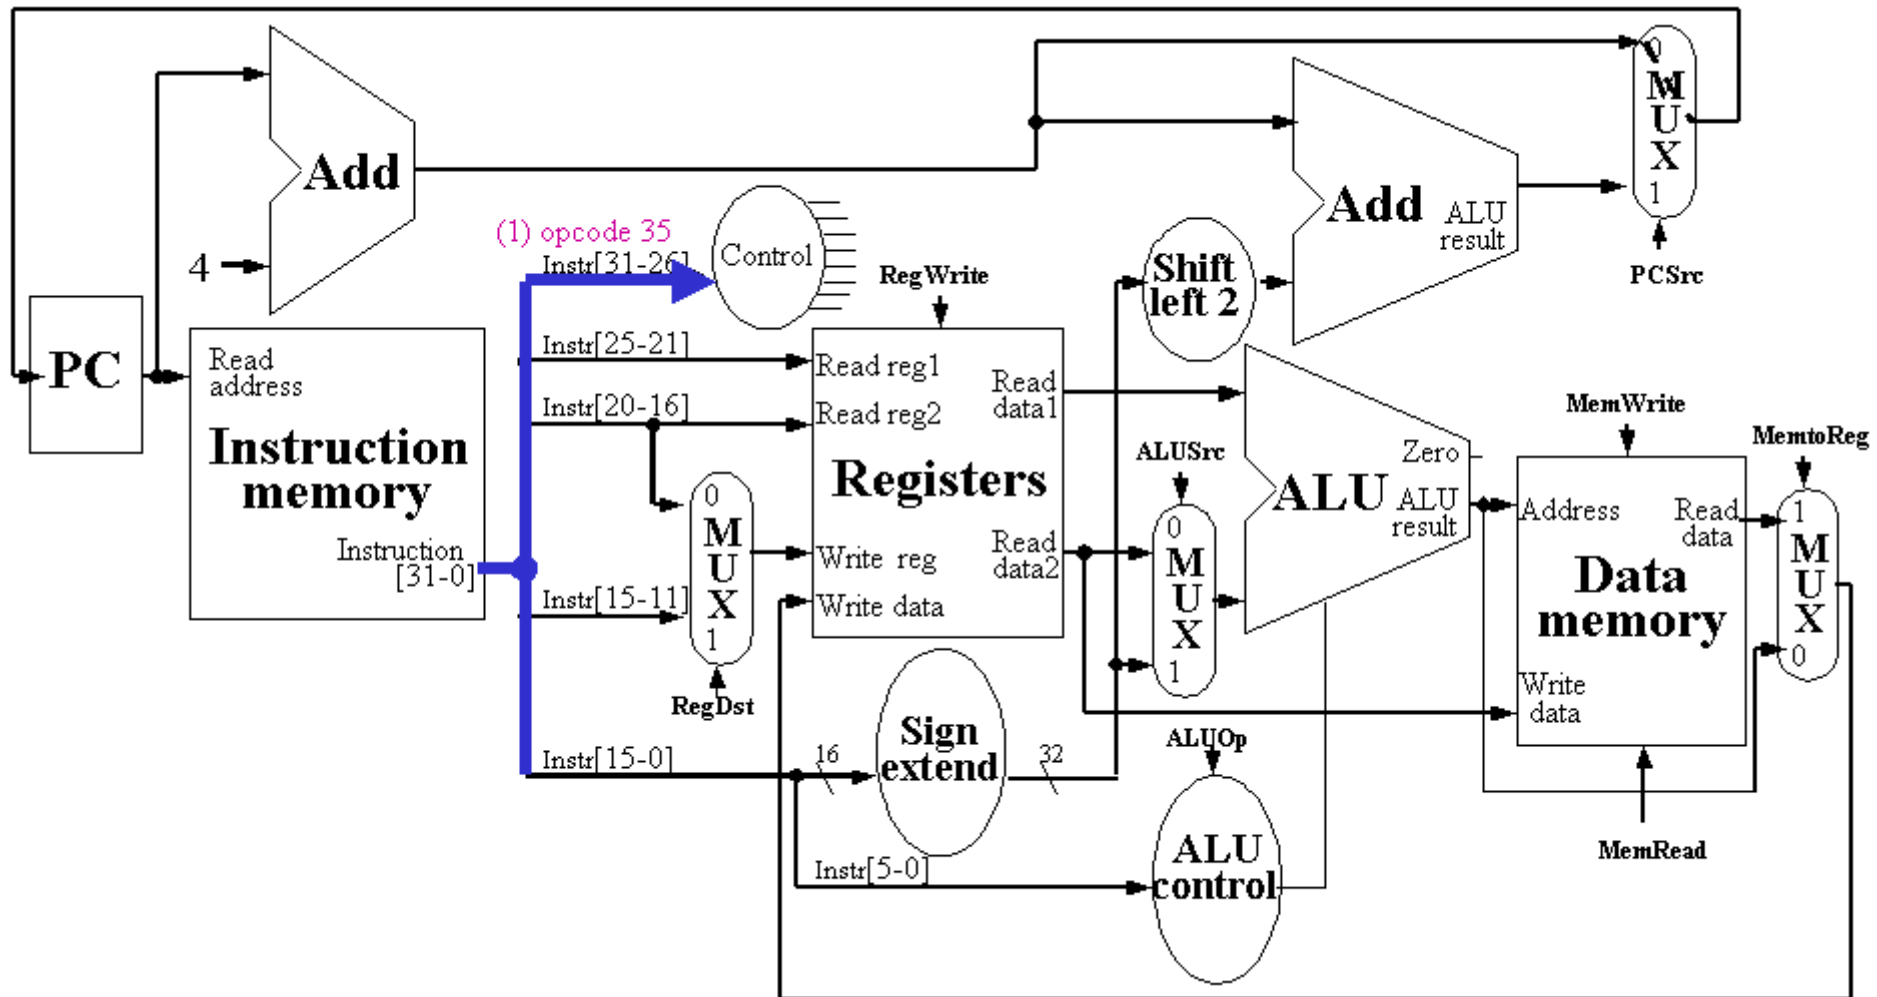 Add
4
PC
Read
address
Instruction
memory
Instruction
[31-0]
(1) opcode 35
Instr[31-26]
Control
Instr[25-21]
Instr[20-16]
Instr[15-11]
Instr[15-0]
Instr[5-0]
0
M
U
X
1
RegDst
RegWrite
Read reg1
Read reg2
Registers
Write reg
Write data
Read
data1
Read
data2
16
Sign
extend
32
Shift
left 2
Add
ALU
result
0
M
U
X
1
PCSrc
ALUSrc
0
M
U
X
1
Zero
ALU
ALU
result
ALUOp
ALU
control
MemWrite
Address
Read
data
Data
memory
Write
data
MemRead
MemtoReg
1
M
U
X
0